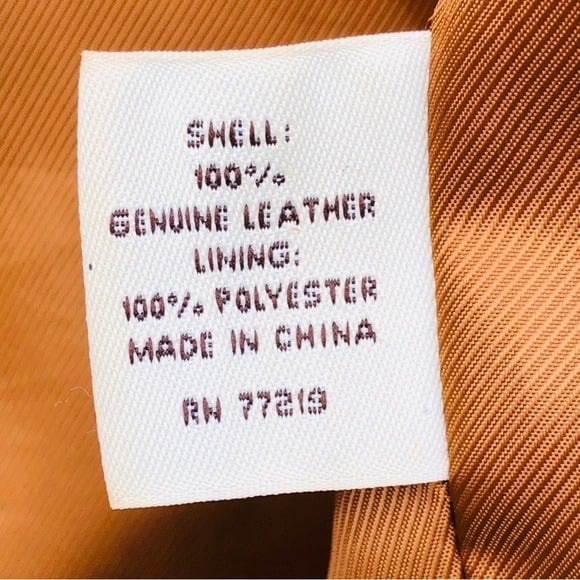 SHELL:
100%
GENUINE LEATHER
LINING:
100% POLYESTER
MADE IN CHINA
RN 77219